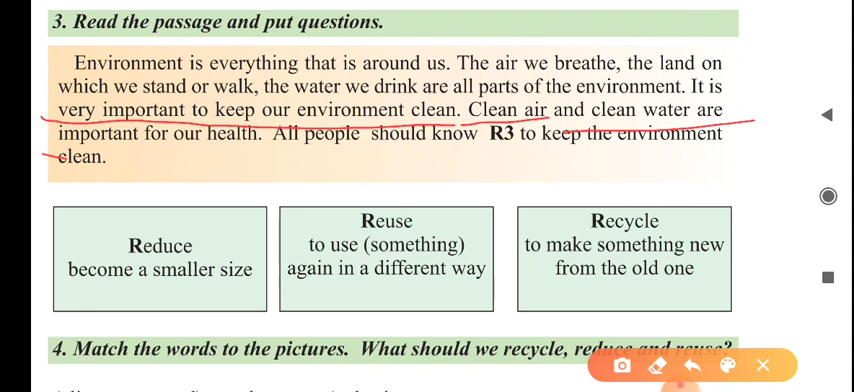 3. Read the passage and put questions.
Environment is everything that is around us. The air we breathe, the land on
which we stand or walk, the water we drink are all parts of the environment. It is
very important to keep our environment clean. Clean air and clean water are
important for our health. All people should know R3 to keep the environment
clean.
Reduce
become a smaller size
Reuse
to use (something)
again in a different way
Recycle
to make something new
from the old one
4. Match the words to the pictures. What should we recycle, reduce and reuse?